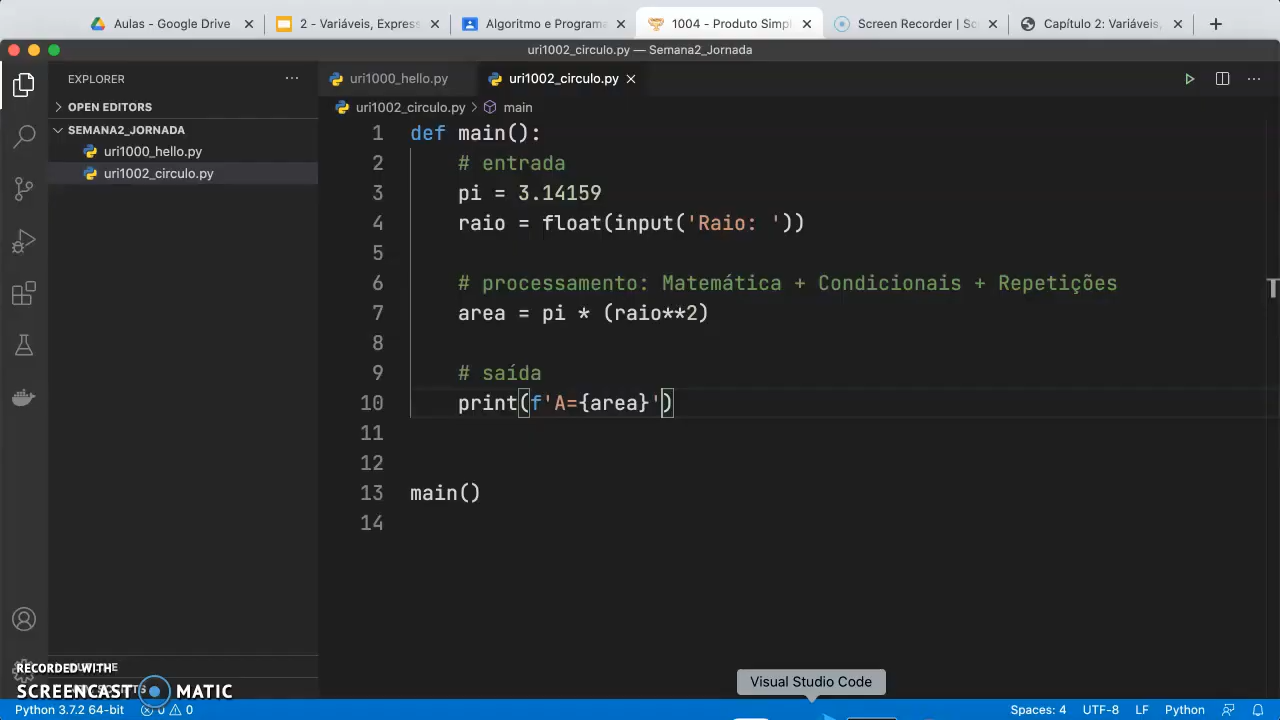 Aulas - Google Drive
2 - Variáveis, Express
Algoritmo e Programa
1004 - Produto Simpl
Screen Recorder | Sc
Capítulo 2: Variáveis,
uri1002_circulo.py — Semana2_Jornada
EXPLORER
uri1000_hello.py
uri1002_circulo.py
OPEN EDITORS
uri1002_circulo.py > main
SEMANA2_JORNADA
uri1000_hello.py
uri1002_circulo.py
1 def main():
2 # entrada
3 pi = 3.14159
4 raio = float(input('Raio: '))
5
6 # processamento: Matemática + Condicionais + Repetições
7 area = pi * (raio**2)
8
9 # saída
10 print(f'A={area}')
11
12
13 main()
14
T
RECORDED WITH
SCREENCAST MATIC
Visual Studio Code
Python 3.7.2 64-bit
0 0
Spaces: 4
UTF-8
LF
Python